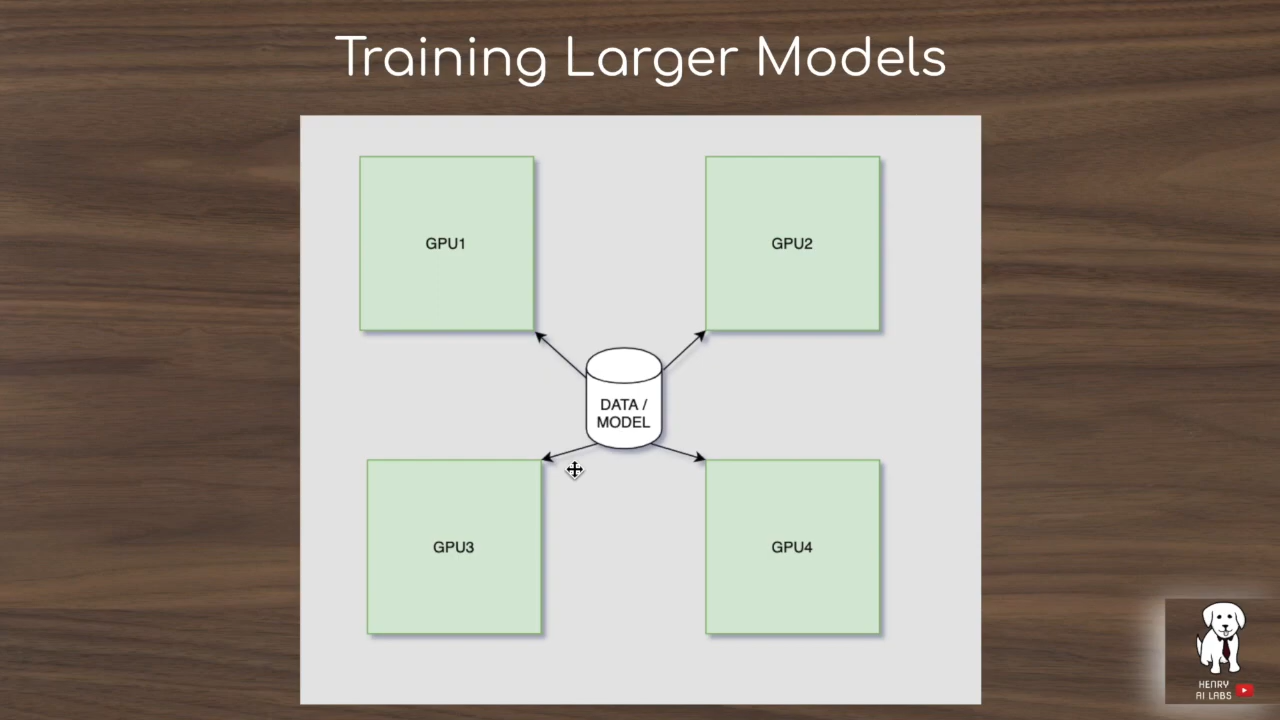 Training Larger Models
GPU1
GPU2
DATA /
MODEL
GPU3
GPU4
HENRY
AI LABS